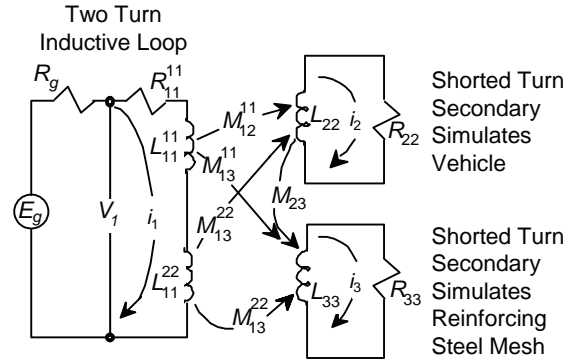 Two Turn
Inductive Loop
R_g
R_11^11
M_12^11
L_11^11
M_13^11
L_22
i_2
R_22
Shorted Turn
Secondary
Simulates
Vehicle
E_g
V_1
i_1
M_13^22
M_23
L_11^22
M_13^22
L_33
i_3
R_33
Shorted Turn
Secondary
Simulates
Reinforcing
Steel Mesh